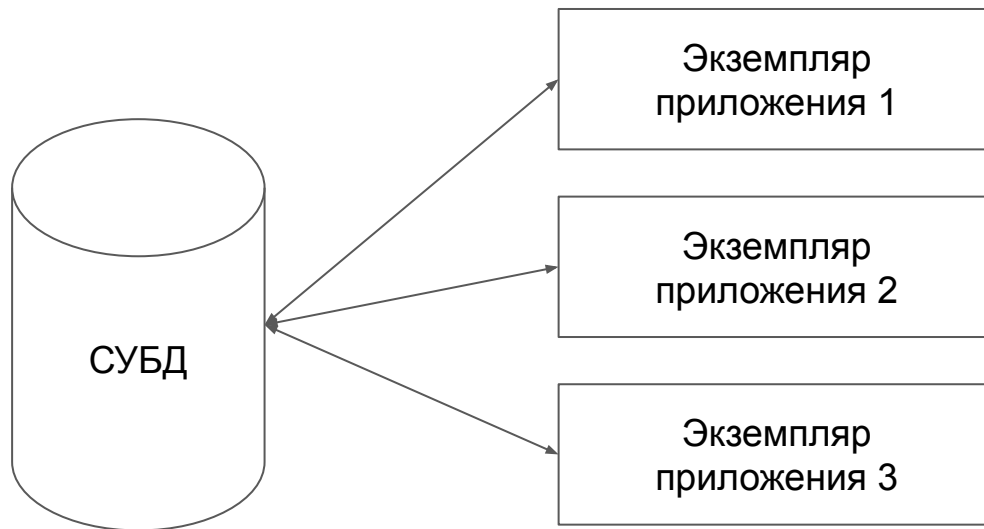 Экземпляр
приложения 1
Экземпляр
приложения 2
СУБД
Экземпляр
приложения 3